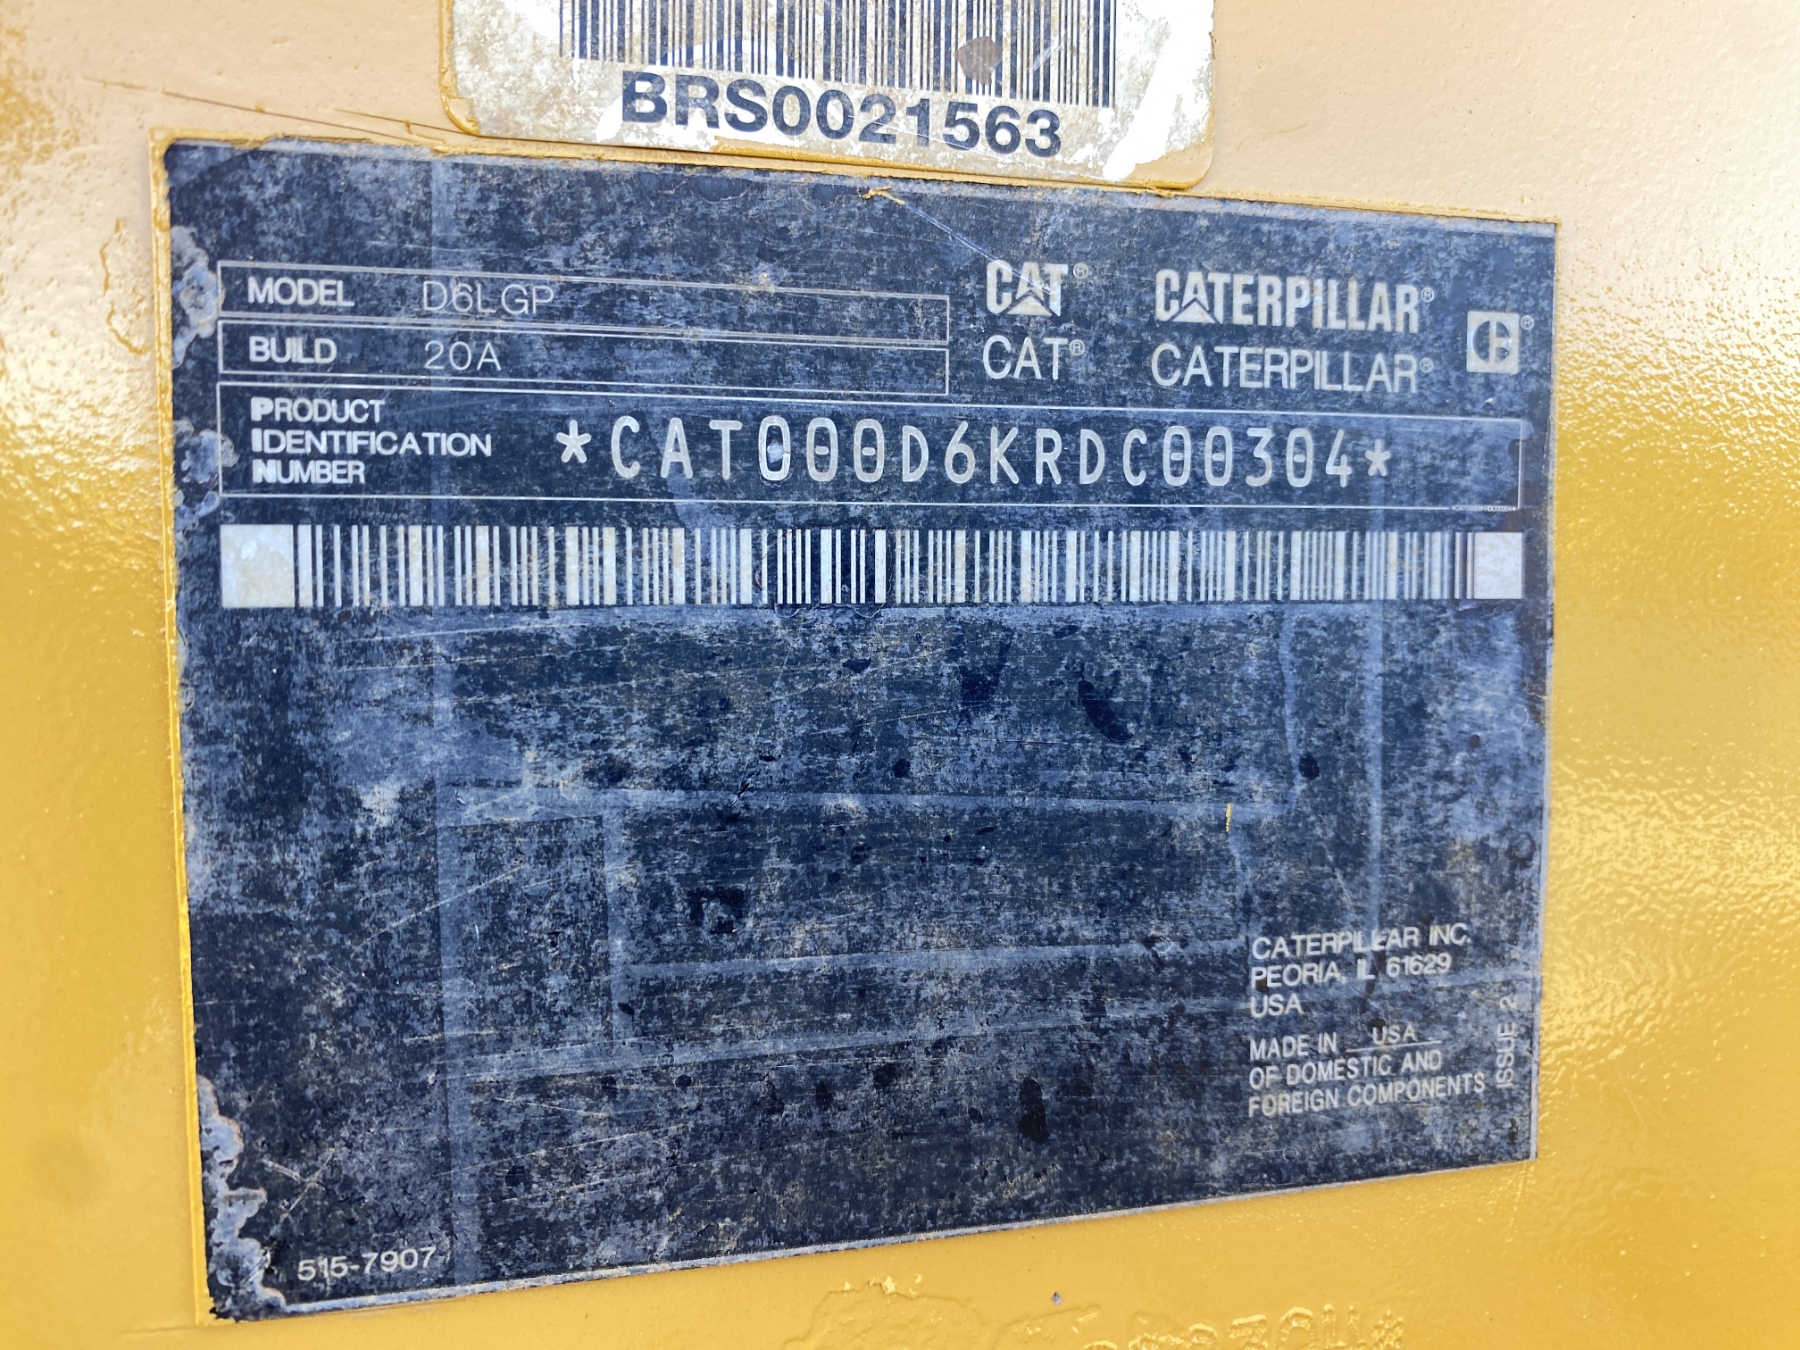 BRS0021563
MODEL D6LGP
BUILD 20A
CAT® CATERPILLAR®
CAT® CATERPILLAR®
PRODUCT
IDENTIFICATION
NUMBER
*CAT000D6KRDC00304*
CATERPILLAR INC.
PEORIA, IL 61629
USA
MADE IN USA
OF DOMESTIC AND
FOREIGN COMPONENTS
ISSUE 2
515-7907